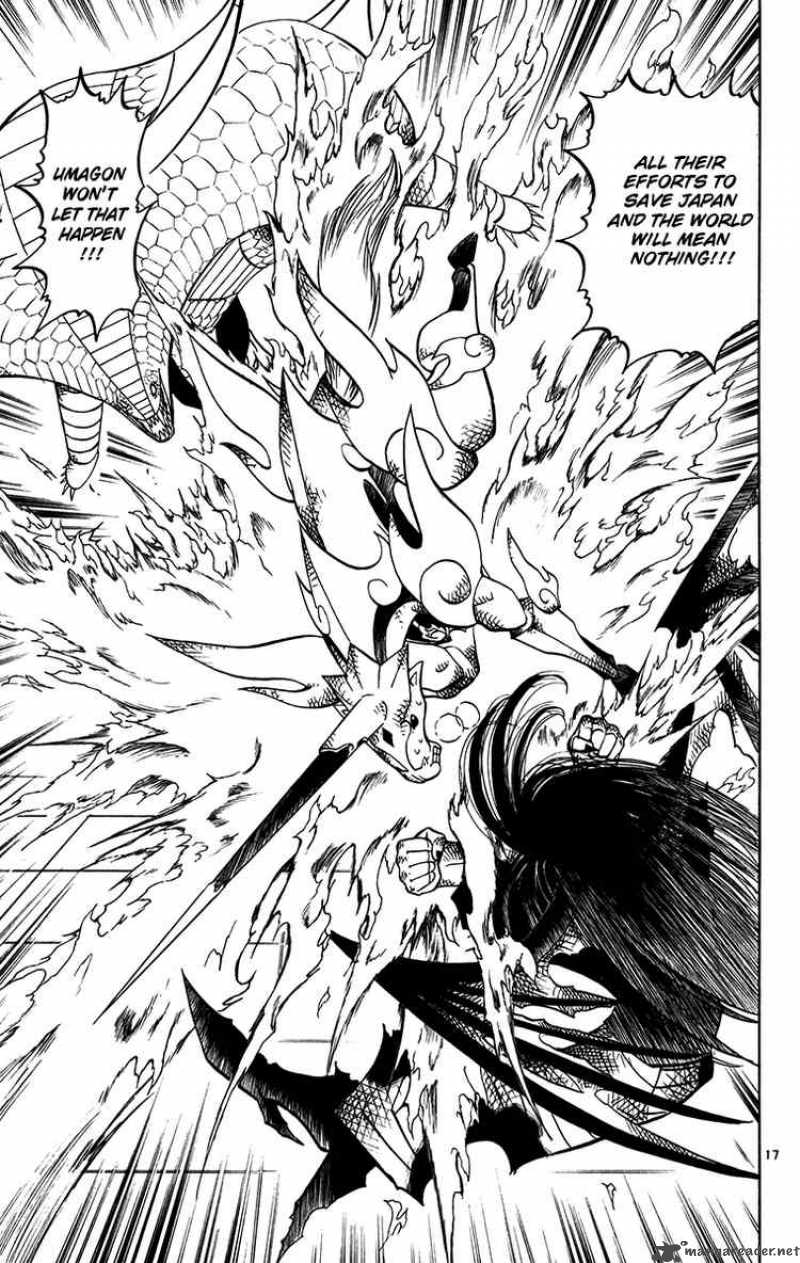 ALL THEIR
EFFORTS TO
SAVE JAPAN
AND THE WORLD
WILL MEAN
NOTHING!!!
UMAGON
WON'T
LET THAT
HAPPEN
!!!
17
mangareader.net